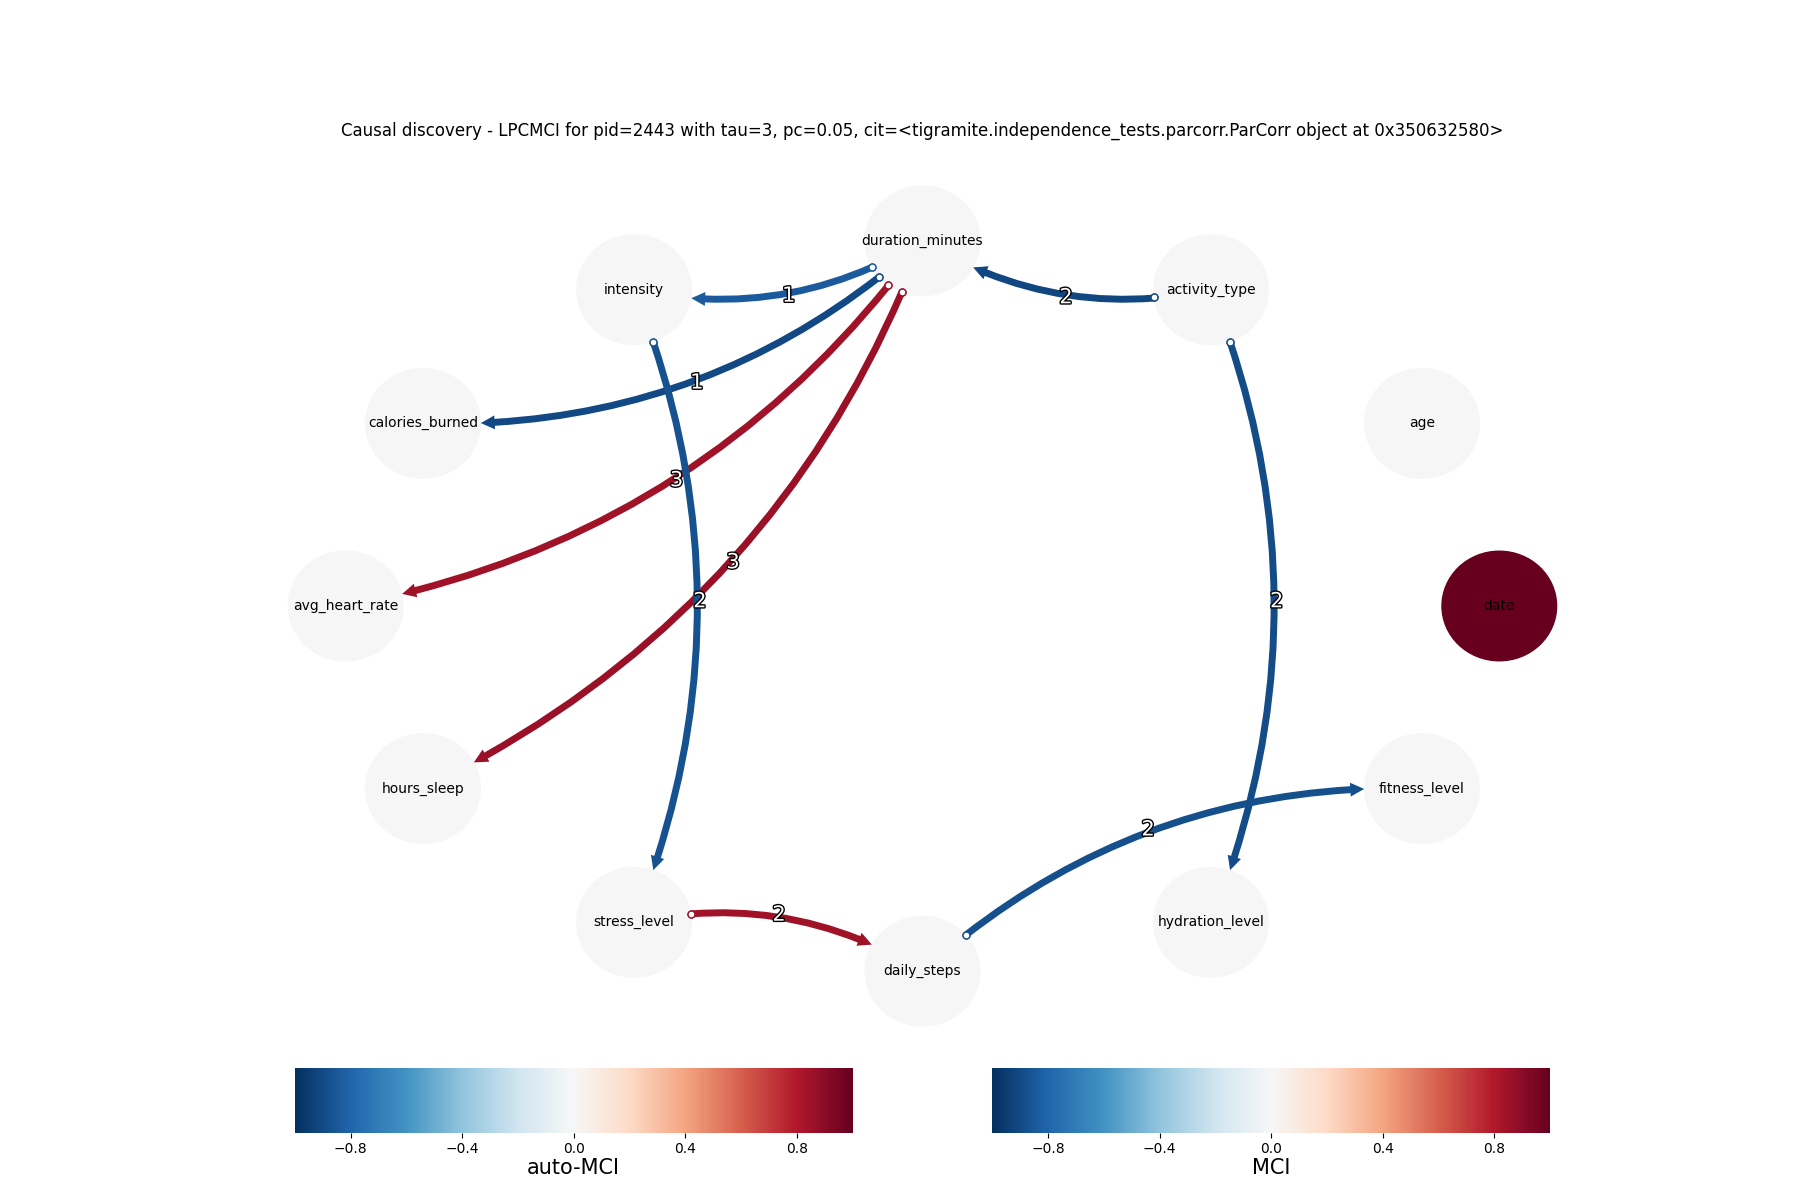 Causal discovery - LPCMCI for pid=2443 with tau=3, pc=0.05, cit=<tigramite.independence_tests.parcorr.ParCorr object at 0x350632580>
duration_minutes
intensity
activity_type
1
2
1
calories_burned
age
3
3
avg_heart_rate
2
2
date
hours_sleep
fitness_level
2
stress_level
2
hydration_level
daily_steps
−0.8 −0.4 0.0 0.4 0.8
auto-MCI
−0.8 −0.4 0.0 0.4 0.8
MCI